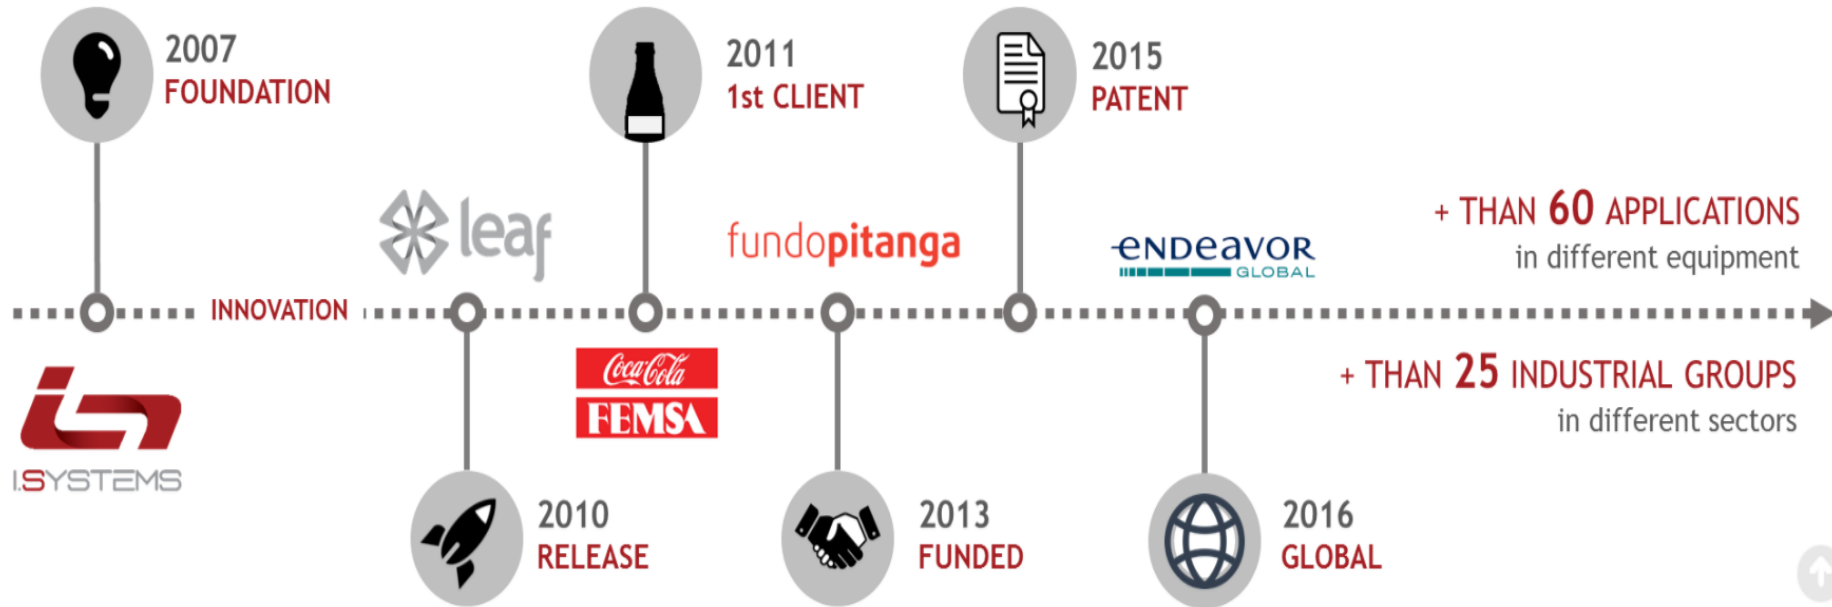 2007
FOUNDATION
2011
1st CLIENT
2015
PATENT
leaf
fundopitanga
ENDEAVOR
GLOBAL
+ THAN 60 APPLICATIONS
in different equipment
INNOVATION
Coca-Cola
FEMSA
+ THAN 25 INDUSTRIAL GROUPS
in different sectors
I.SYSTEMS
2010
RELEASE
2013
FUNDED
2016
GLOBAL